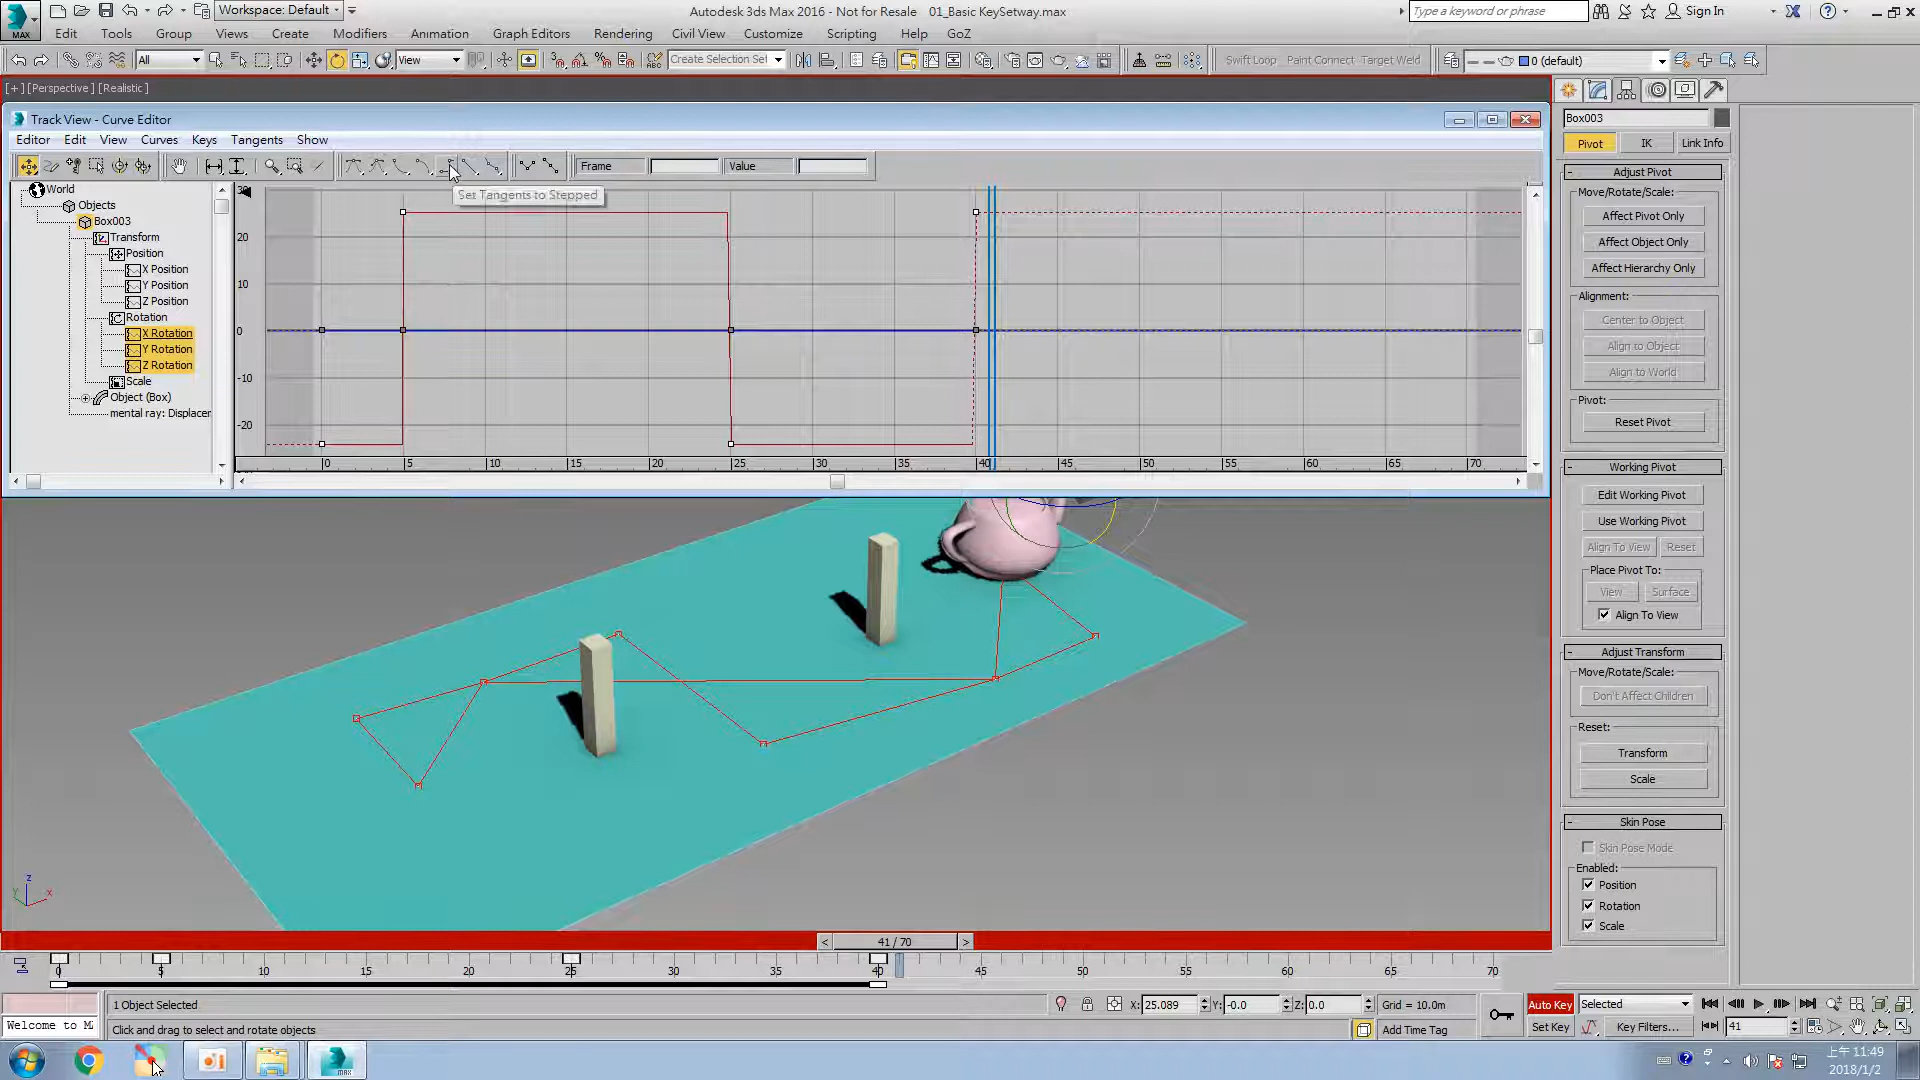 Workspace: Default
Autodesk 3ds Max 2016 - Not for Resale   01_Basic KeySetway.max
Type a keyword or phrase
Sign In
MAX
Edit Tools Group Views Create Modifiers Animation Graph Editors Rendering Civil View Customize Scripting Help GoZ
All
View
Create Selection Set
Swift Loop Paint Connect Target Weld
0 (default)
[+] [Perspective ] [Realistic ]
Track View - Curve Editor
Editor Edit View Curves Keys Tangents Show
Frame
Value
Set Tangents to Stepped
World
Objects
Box003
Transform
Position
X Position
Y Position
Z Position
Rotation
X Rotation
Y Rotation
Z Rotation
Scale
Object (Box)
mental ray: Displacer
30
20
10
0
-10
-20
0 5 10 15 20 25 30 35 40 45 50 55 60 65 70
Box003
Pivot IK Link Info
- Adjust Pivot
Move/Rotate/Scale:
Affect Pivot Only
Affect Object Only
Affect Hierarchy Only
Alignment:
Center to Object
Align to Object
Align to World
Pivot:
Reset Pivot
- Working Pivot
Edit Working Pivot
Use Working Pivot
Align To View Reset
Place Pivot To:
View Surface
Align To View
- Adjust Transform
Move/Rotate/Scale:
Don't Affect Children
Reset:
Transform
Scale
- Skin Pose
Skin Pose Mode
Enabled:
Position
Rotation
Scale
z
y x
< 41 / 70 >
0 5 10 15 20 25 30 35 40 45 50 55 60 65 70
1 Object Selected
X: 25.089 Y: -0.0 Z: 0.0
Grid = 10.0m
Auto Key Selected
Welcome to M
Click and drag to select and rotate objects
Add Time Tag
Set Key Key Filters...
41
MAX
上午 11:49
2018/1/2